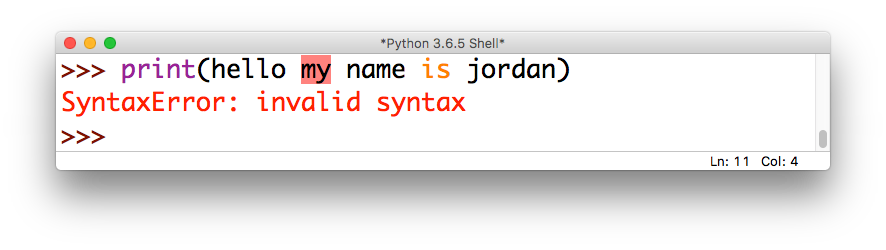 *Python 3.6.5 Shell*
>>> print(hello my name is jordan)
SyntaxError: invalid syntax
>>>
Ln: 11 Col: 4